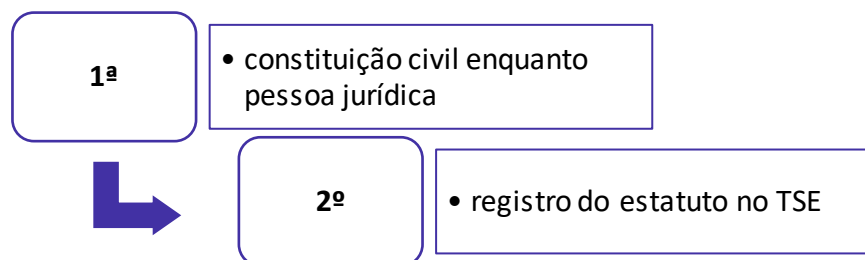 1ª
• constituição civil enquanto
pessoa jurídica
2º
• registro do estatuto no TSE